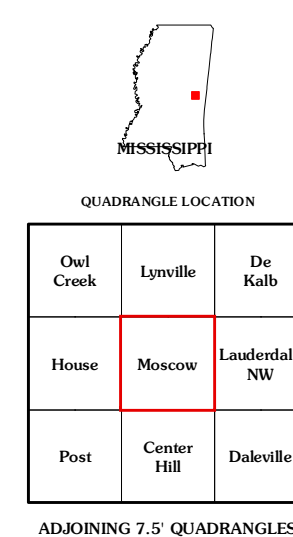 MISSISSIPPI
QUADRANGLE LOCATION
Owl
Creek
Lynville
De
Kalb
House
Moscow
Lauderdal
NW
Post
Center
Hill
Daleville
ADJOINING 7.5' QUADRANGLES